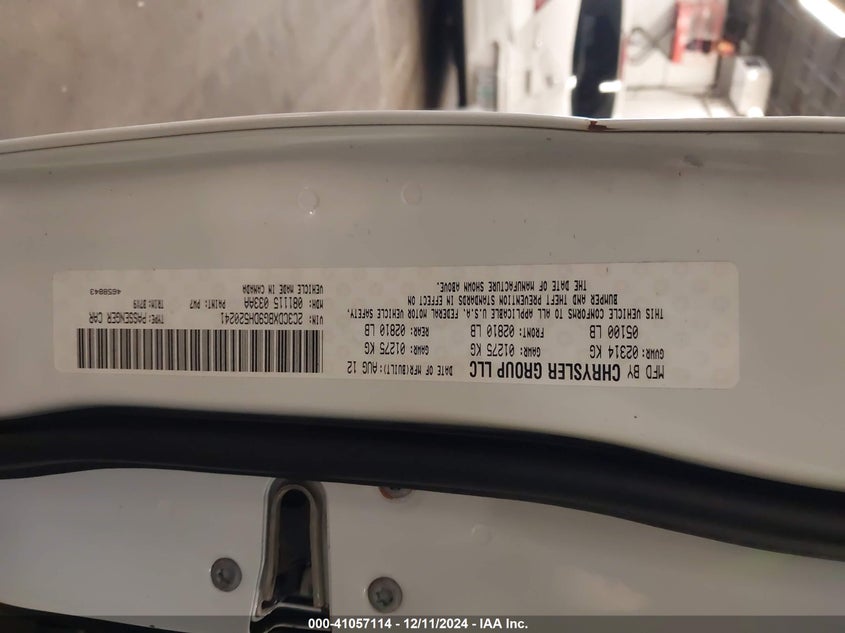 MFD BY CHRYSLER GROUP LLC DATE OF MFR(BUILT): AUG 12
GVWR: 02314 KG GAWR: 01275 KG GAWR: 01275 KG
05100 LB FRONT: 02810 LB REAR: 02810 LB
THIS VEHICLE CONFORMS TO ALL APPLICABLE U.S.A. FEDERAL MOTOR VEHICLE SAFETY,
BUMPER AND THEFT PREVENTION STANDARDS IN EFFECT ON
THE DATE OF MANUFACTURE SHOWN ABOVE.
VIN: 2C3CDXBG9DH520241 TYPE: PASSENGER CAR
MDH: 081115 033AA PAINT: PW7 TRIM: D7X9
VEHICLE MADE IN CANADA 4658843
000-41057114 - 12/11/2024 - IAA Inc.